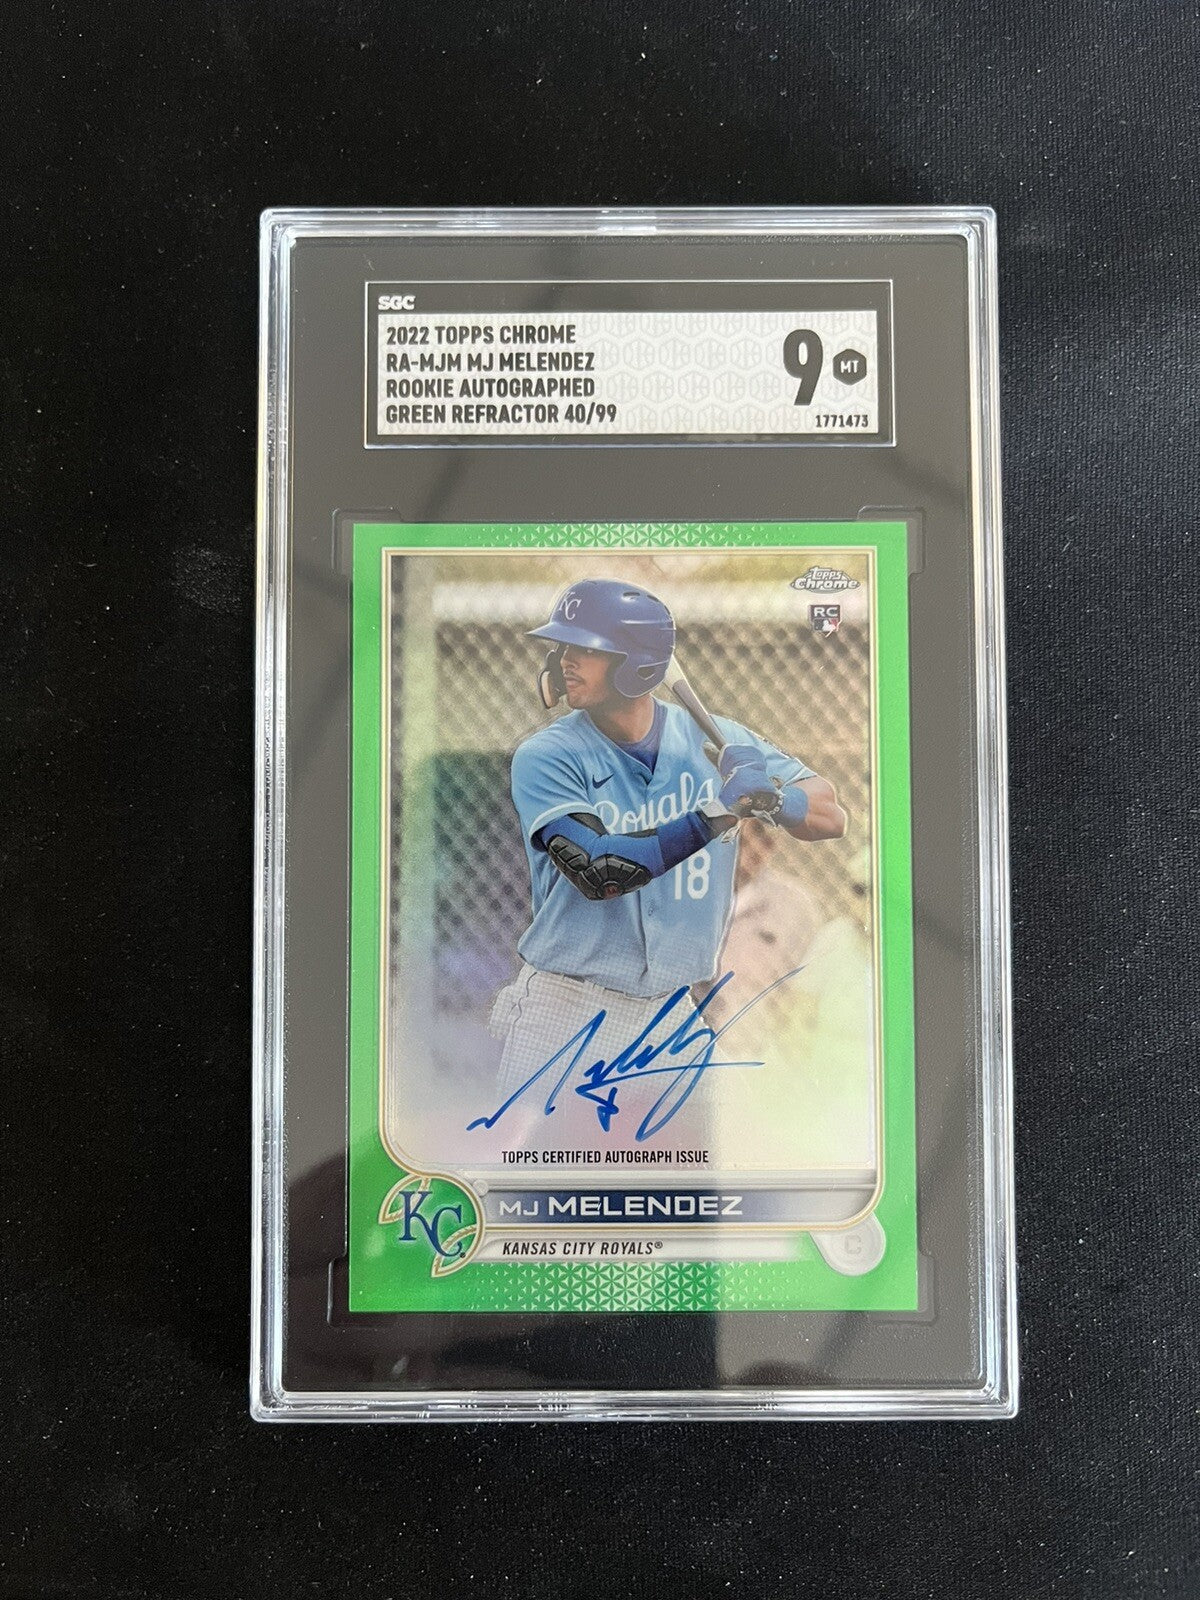 SGC
2022 TOPPS CHROME
RA-MJM MJ MELENDEZ
ROOKIE AUTOGRAPHED
GREEN REFRACTOR 40/99
9 MT
1771473
Topps
Chrome
RC
KC
Royals
18
TOPPS CERTIFIED AUTOGRAPH ISSUE
KC
MJ MELENDEZ
KANSAS CITY ROYALS®
C